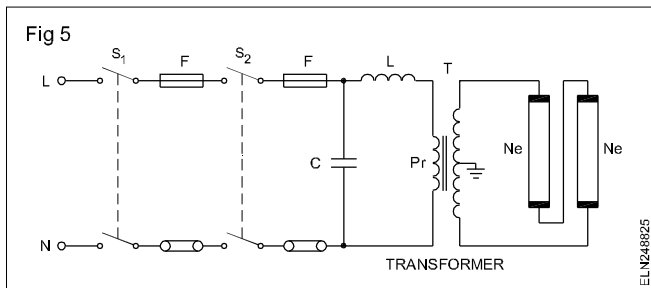 Fig 5
S1 F S2 F L T
L
C Pr Ne Ne
N
TRANSFORMER
ELN248825